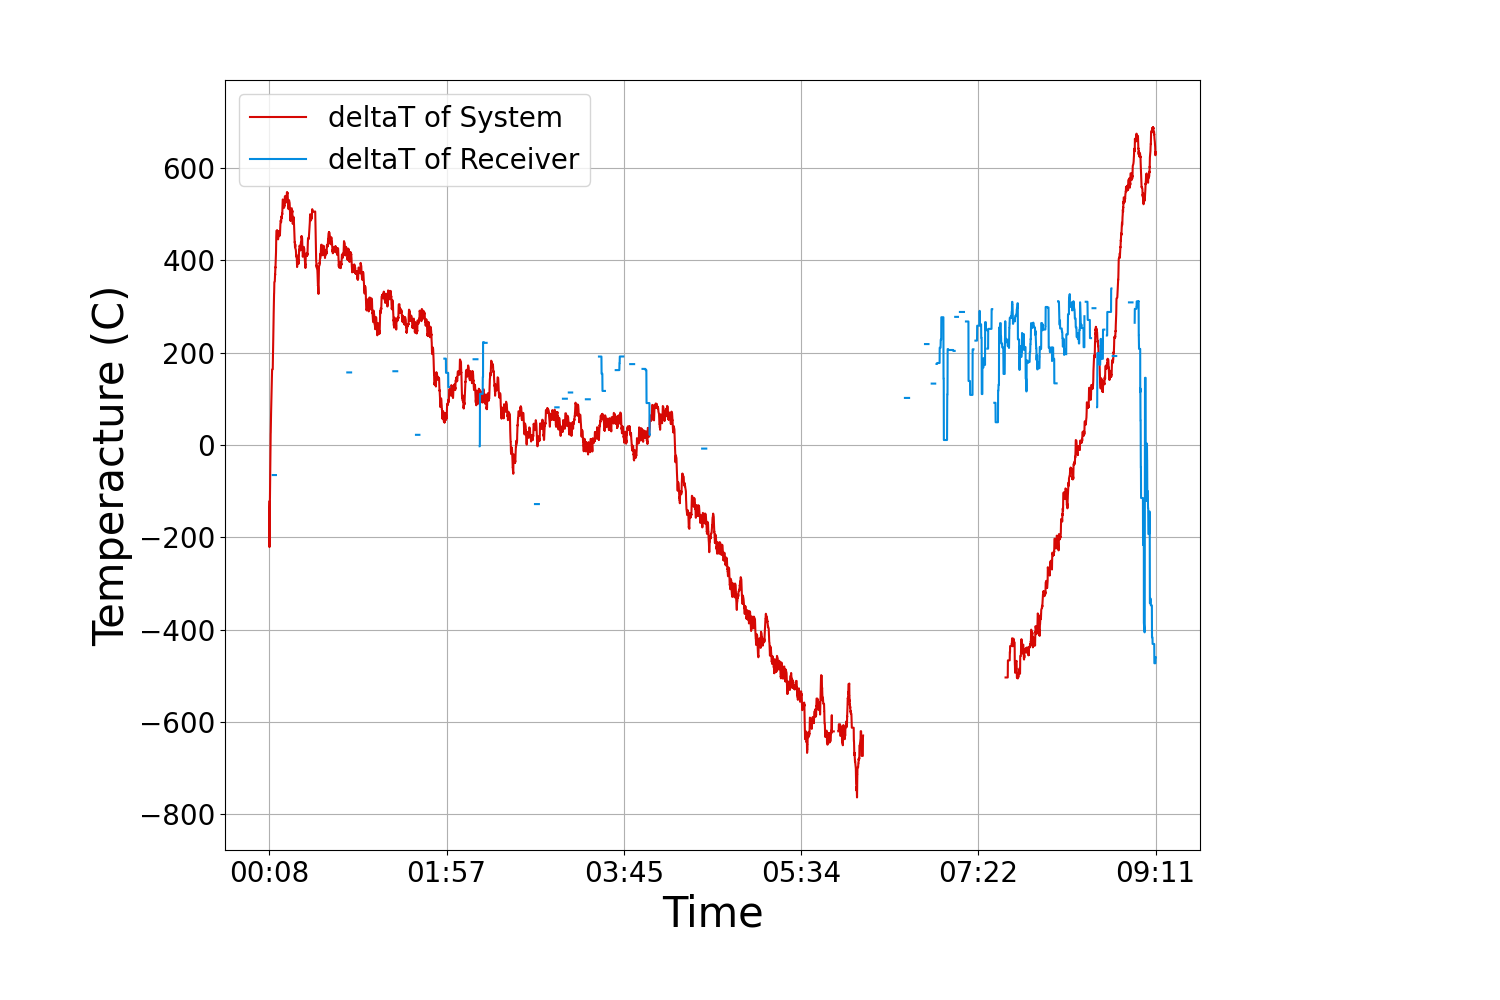 deltaT of System
deltaT of Receiver
600
400
200
0
−200
−400
−600
−800
Temperacture (C)
00:08 01:57 03:45 05:34 07:22 09:11
Time